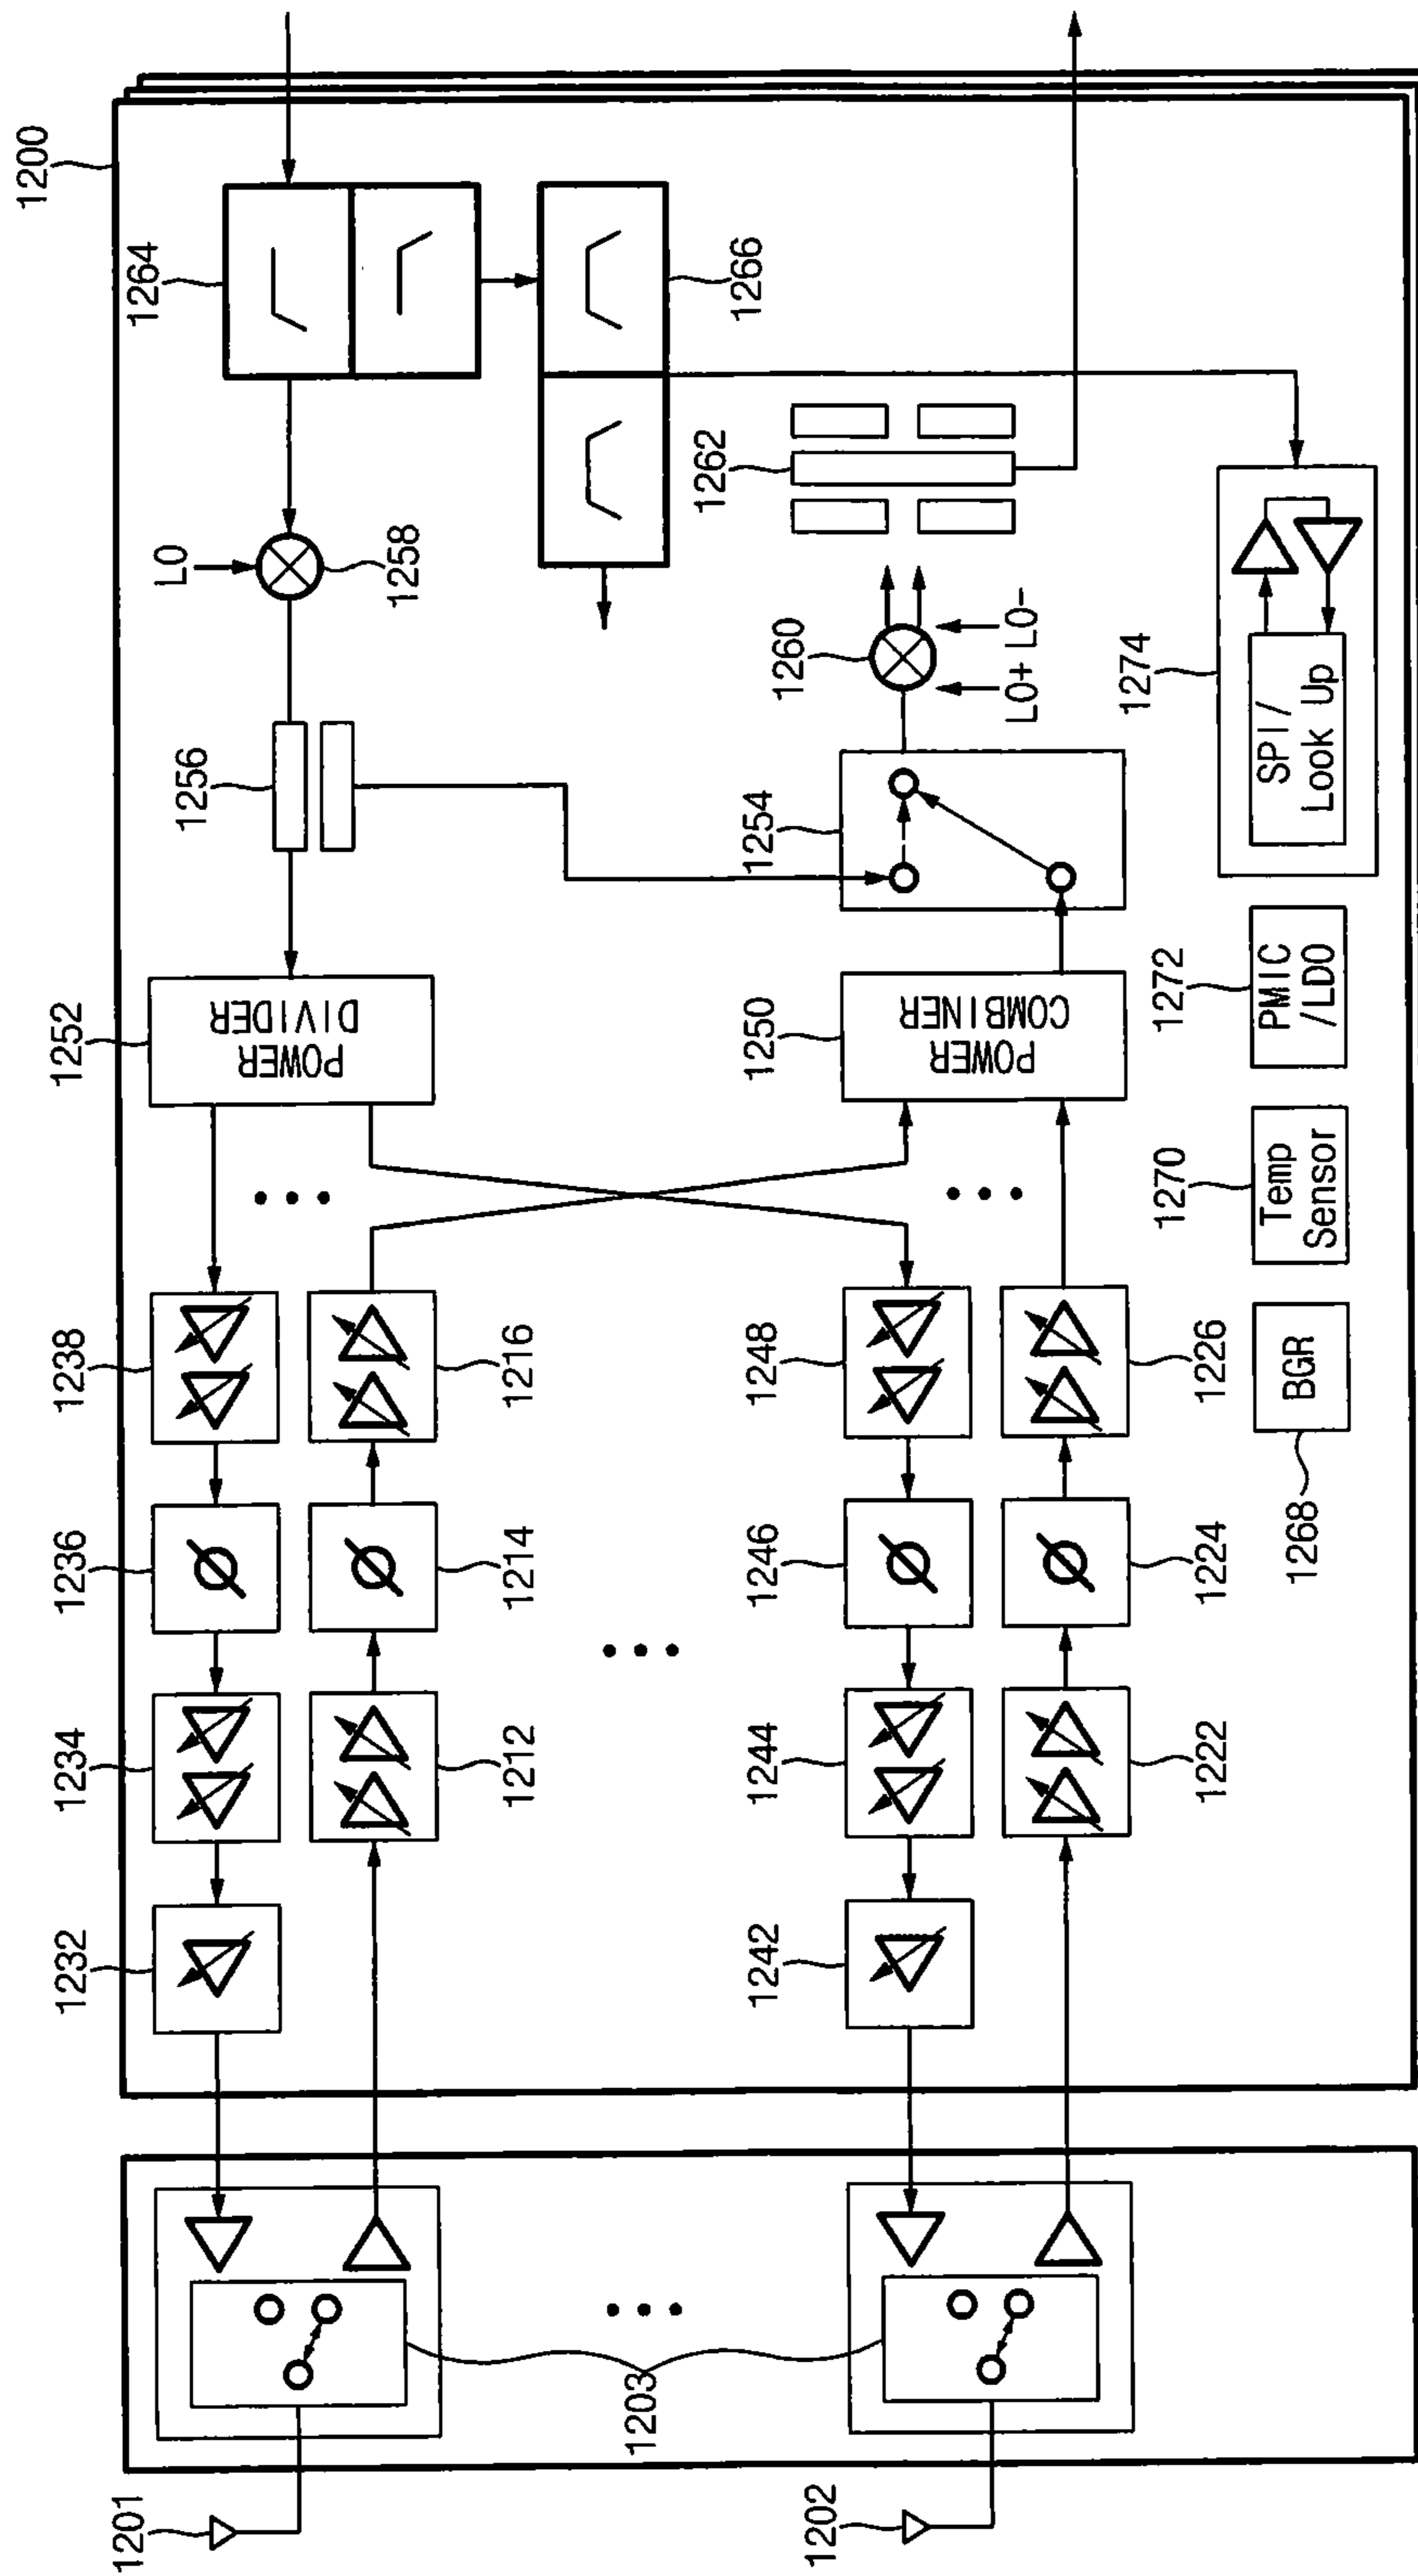 1200
1264
1266
LO
1258
1262
1260
LO+ LO-
1256
1254
1274
SPI/
Look Up
1252
POWER
DIVIDER
1250
POWER
COMBINER
1272
PMIC
/LDO
1270
Temp
Sensor
1268
BGR
1238
1216
1248
1226
1236
1214
1246
1224
1234
1212
1244
1222
1232
1242
1203
1201
1202